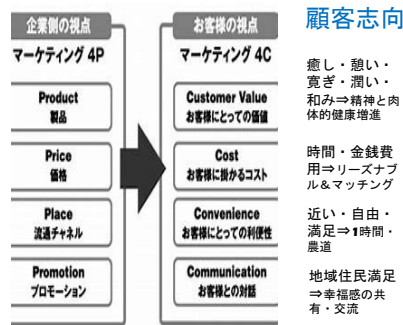 企業側の視点
マーケティング 4P
Product
製品
Price
価格
Place
流通チャネル
Promotion
プロモーション
お客様の視点
マーケティング 4C
Customer Value
お客様にとっての価値
Cost
お客様に掛かるコスト
Convenience
お客様にとっての利便性
Communication
お客様との対話
顧客志向
癒し・憩い・
寛ぎ・潤い・
和み⇒精神と肉
体的健康増進
時間・金銭費
用⇒リーズナブ
ル&マッチング
近い・自由・
満足⇒1時間・
農道
地域住民満足
⇒幸福感の共
有・交流